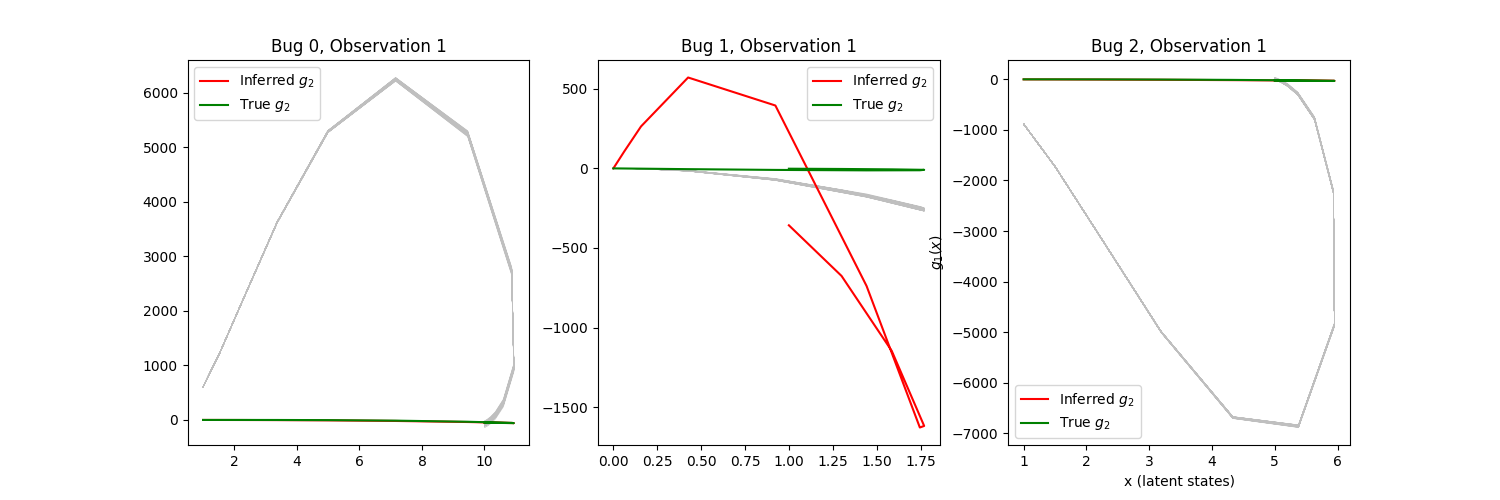 Bug 0, Observation 1
Inferred g₂
True g₂
6000
5000
4000
3000
2000
1000
0
2 4 6 8 10
Bug 1, Observation 1
Inferred g₂
True g₂
500
0
−500
−1000
−1500
0.00 0.25 0.50 0.75 1.00 1.25 1.50 1.75
Bug 2, Observation 1
g₁(x)
0
−1000
−2000
−3000
−4000
−5000
−6000
−7000
Inferred g₂
True g₂
1 2 3 4 5 6
x (latent states)